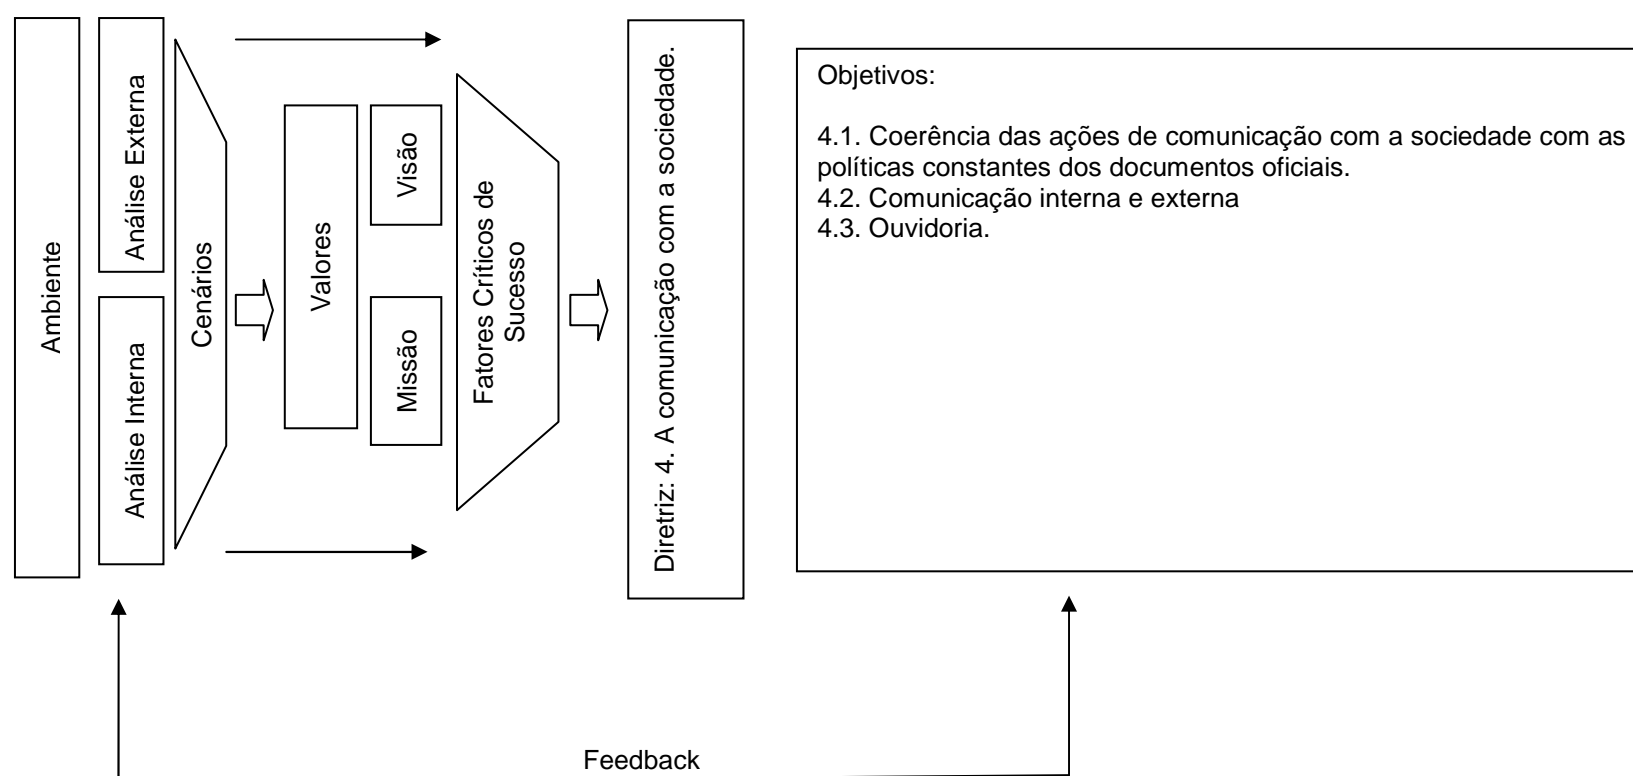 Ambiente
Análise Externa
Análise Interna
Cenários
Valores
Visão
Missão
Fatores Críticos de
Sucesso
Diretriz: 4. A comunicação com a sociedade.
Objetivos:
4.1. Coerência das ações de comunicação com a sociedade com as
políticas constantes dos documentos oficiais.
4.2. Comunicação interna e externa
4.3. Ouvidoria.
Feedback